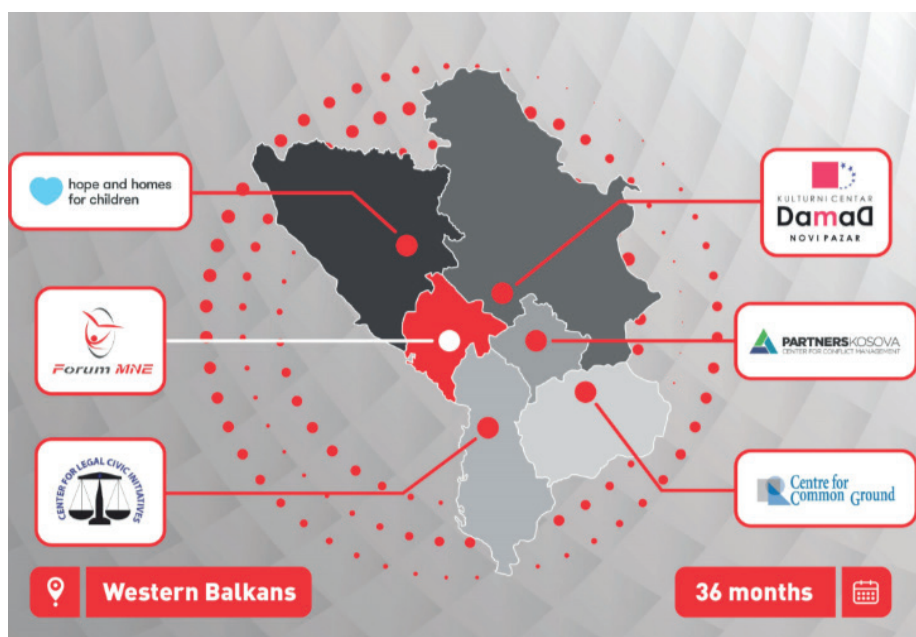 hope and homes
for children
Forum MNE
CENTER FOR LEGAL CIVIC INITIATIVES
KULTURNI CENTAR
DamaD
NOVI PAZAR
PARTNERSKOSOVA
CENTER FOR CONFLICT MANAGEMENT
Centre for
Common Ground
Western Balkans
36 months